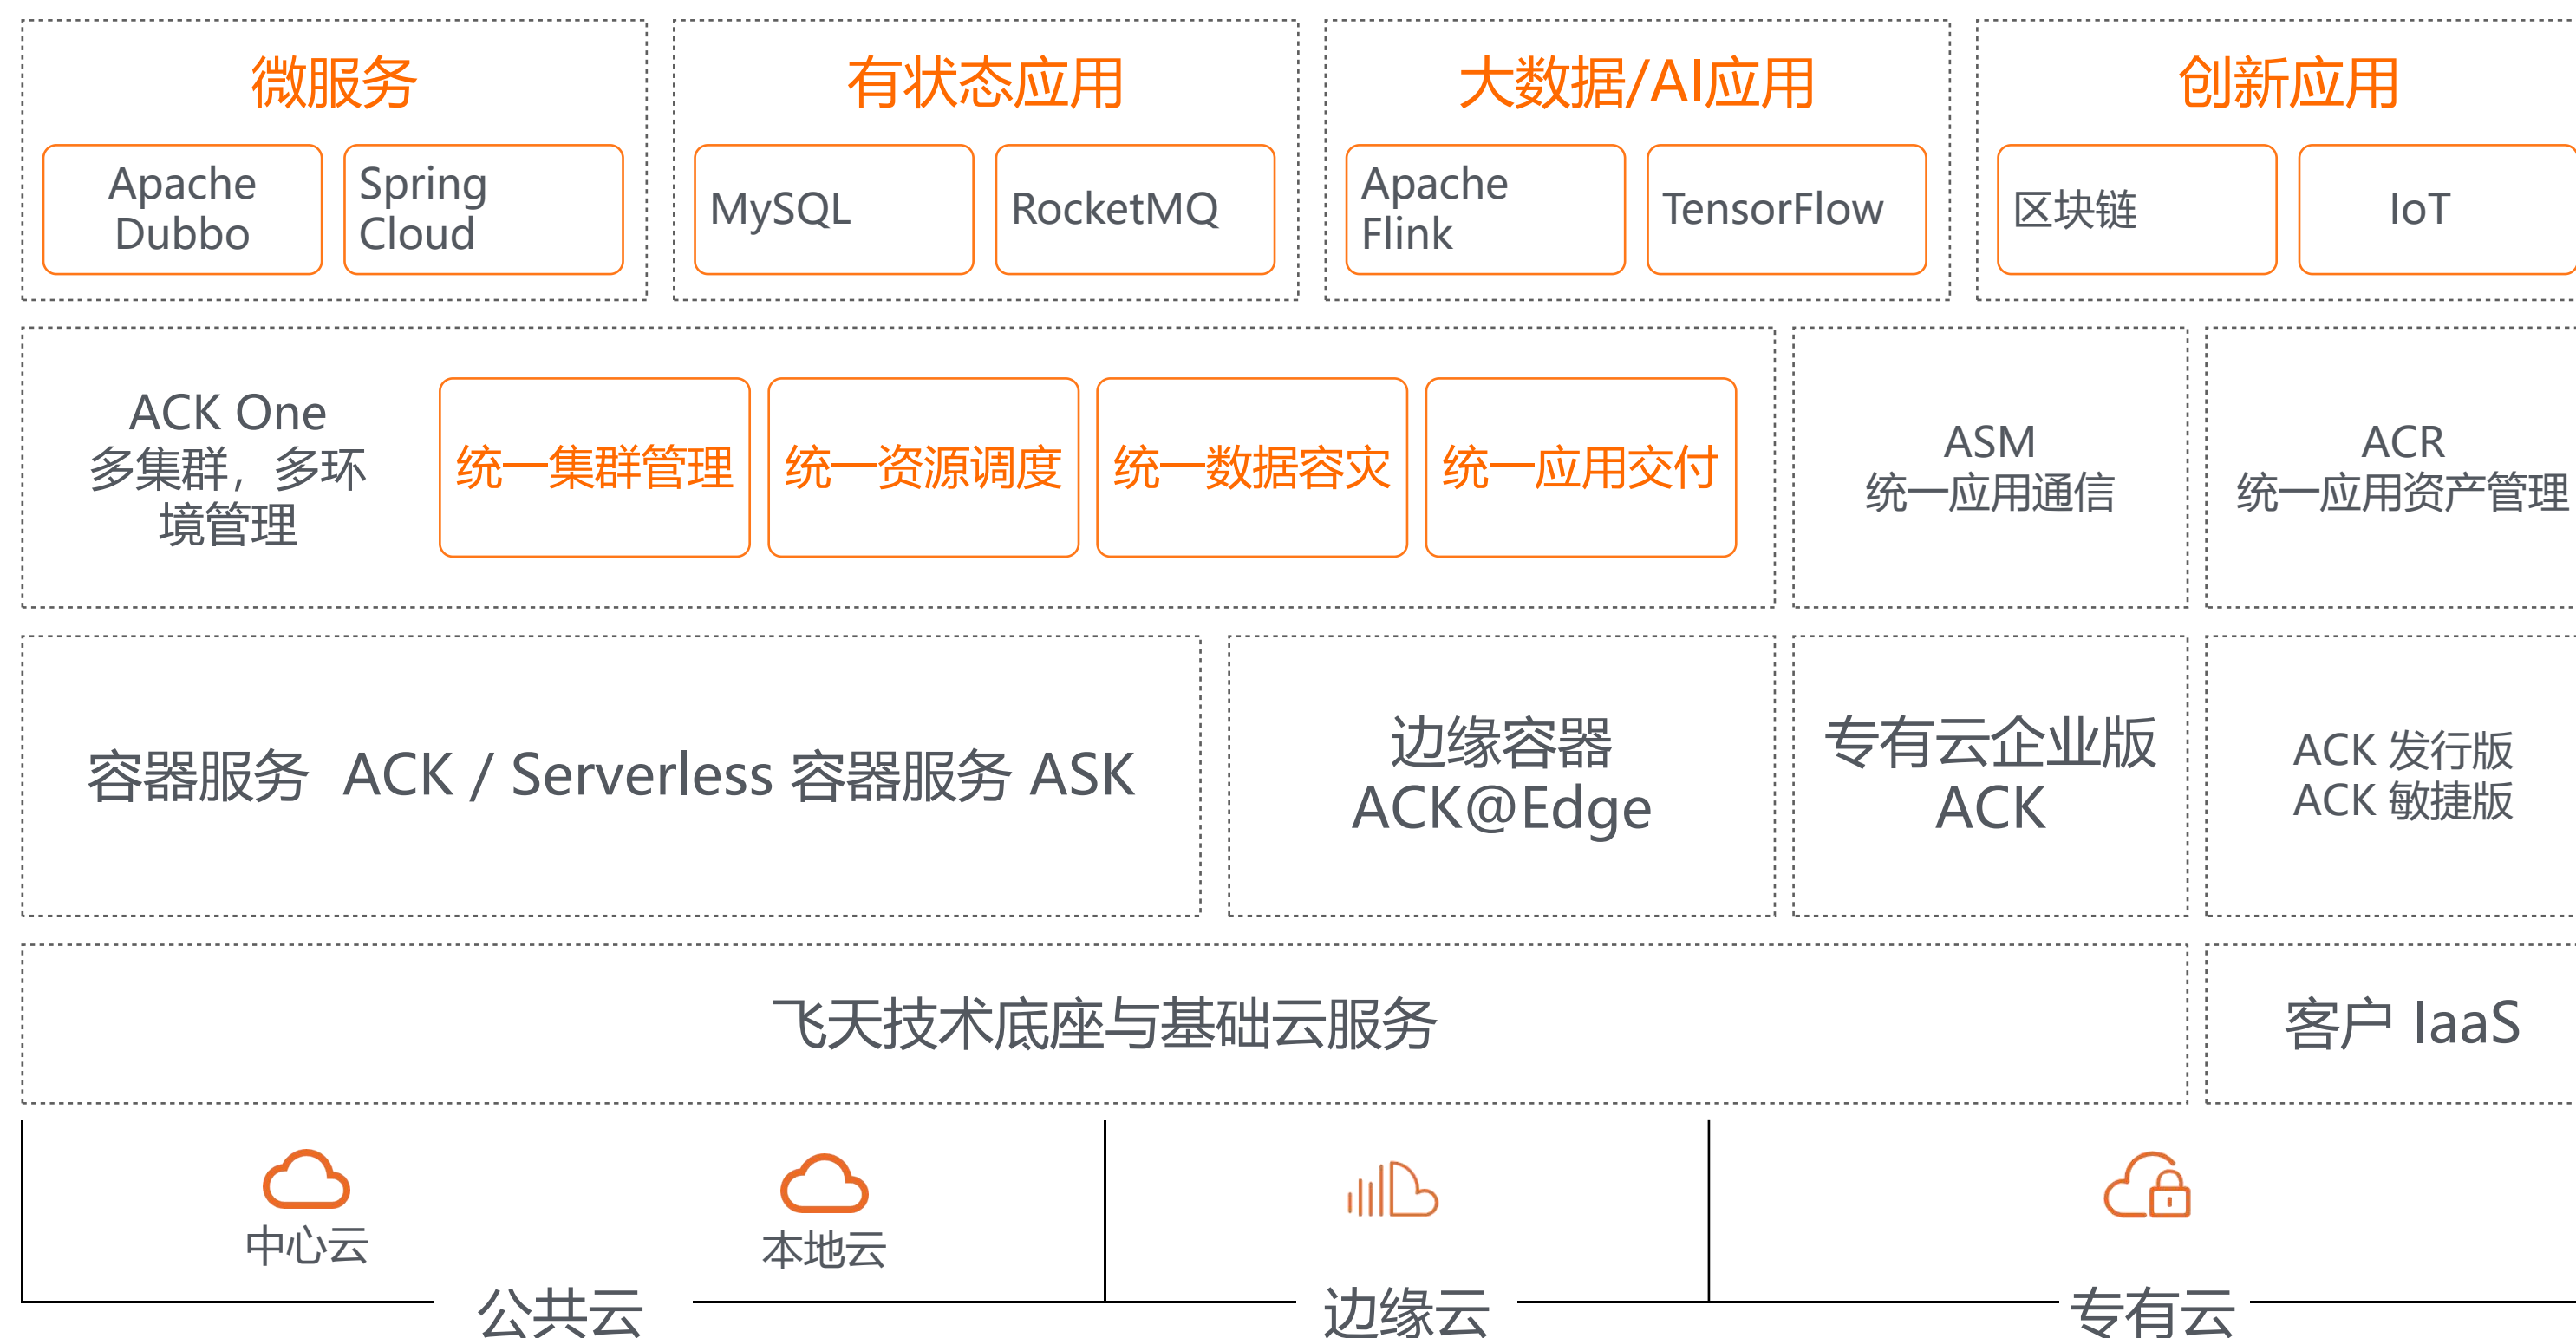 微服务
Apache
Dubbo
Spring
Cloud
有状态应用
MySQL
RocketMQ
大数据/AI应用
Apache
Flink
TensorFlow
创新应用
区块链
IoT
ACK One
多集群，多环
境管理
统一集群管理
统一资源调度
统一数据容灾
统一应用交付
ASM
统一应用通信
ACR
统一应用资产管理
容器服务 ACK / Serverless 容器服务 ASK
边缘容器
ACK@Edge
专有云企业版
ACK
ACK 发行版
ACK 敏捷版
飞天技术底座与基础云服务
客户 IaaS
中心云
本地云
公共云
边缘云
专有云